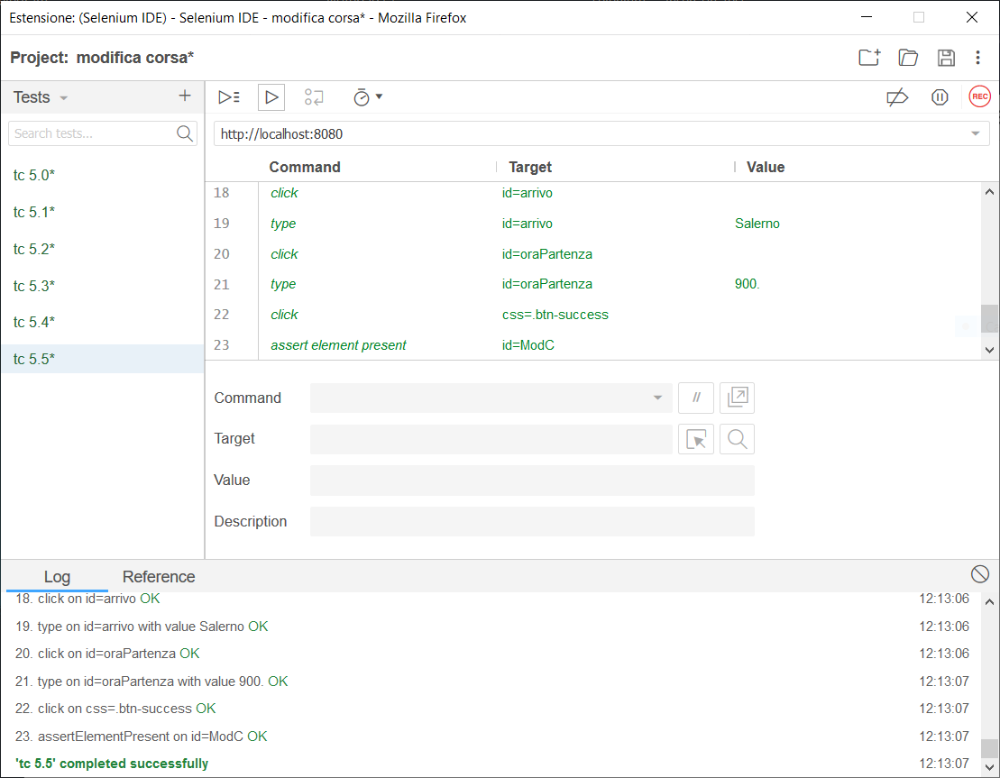 Estensione: (Selenium IDE) - Selenium IDE - modifica corsa* - Mozilla Firefox
Project: modifica corsa*
Tests
REC
Search tests...
http://localhost:8080
Command Target Value
tc 5.0*
tc 5.1*
tc 5.2*
tc 5.3*
tc 5.4*
tc 5.5*
18 click id=arrivo
19 type id=arrivo Salerno
20 click id=oraPartenza
21 type id=oraPartenza 900.
22 click css=.btn-success
23 assert element present id=ModC
Command //
Target
Value
Description
Log Reference
18. click on id=arrivo OK 12:13:06
19. type on id=arrivo with value Salerno OK 12:13:06
20. click on id=oraPartenza OK 12:13:06
21. type on id=oraPartenza with value 900. OK 12:13:07
22. click on css=.btn-success OK 12:13:07
23. assertElementPresent on id=ModC OK 12:13:07
'tc 5.5' completed successfully 12:13:07